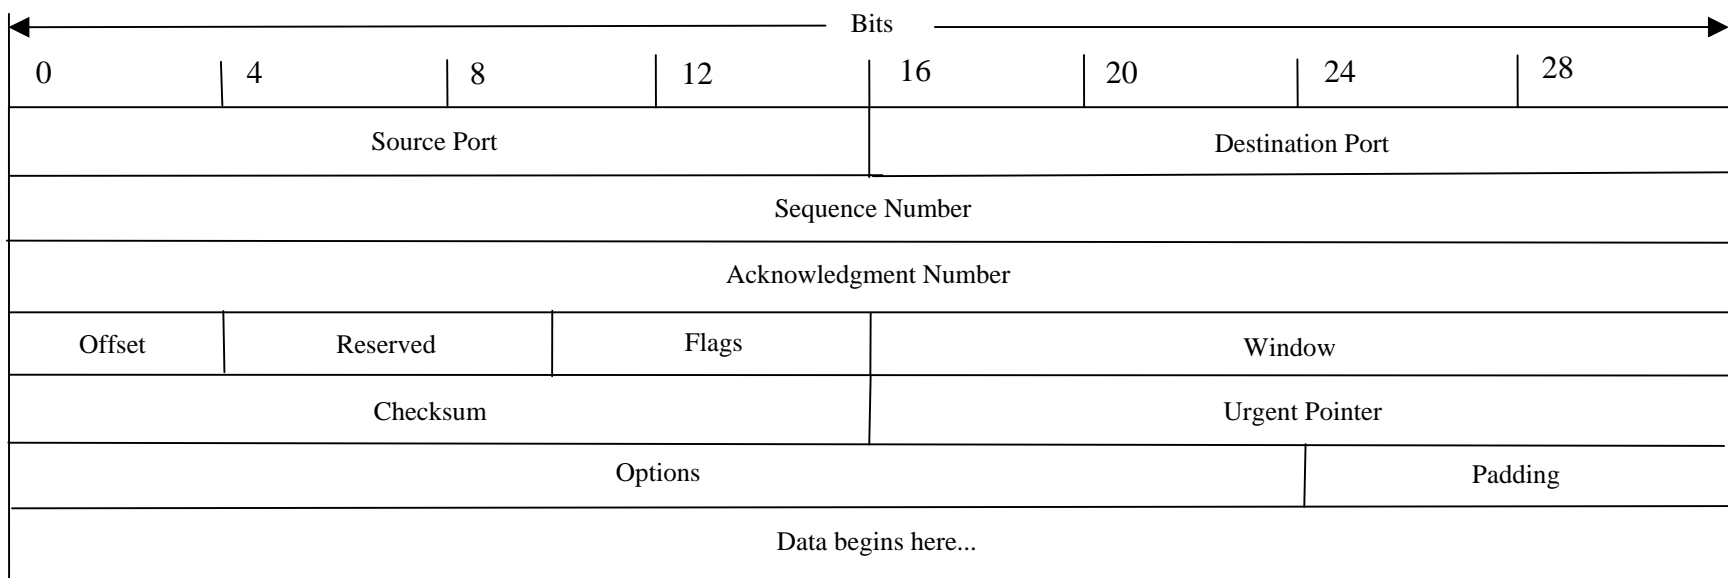 Bits
0 4 8 12 16 20 24 28
Source Port Destination Port
Sequence Number
Acknowledgment Number
Offset Reserved Flags Window
Checksum Urgent Pointer
Options Padding
Data begins here...